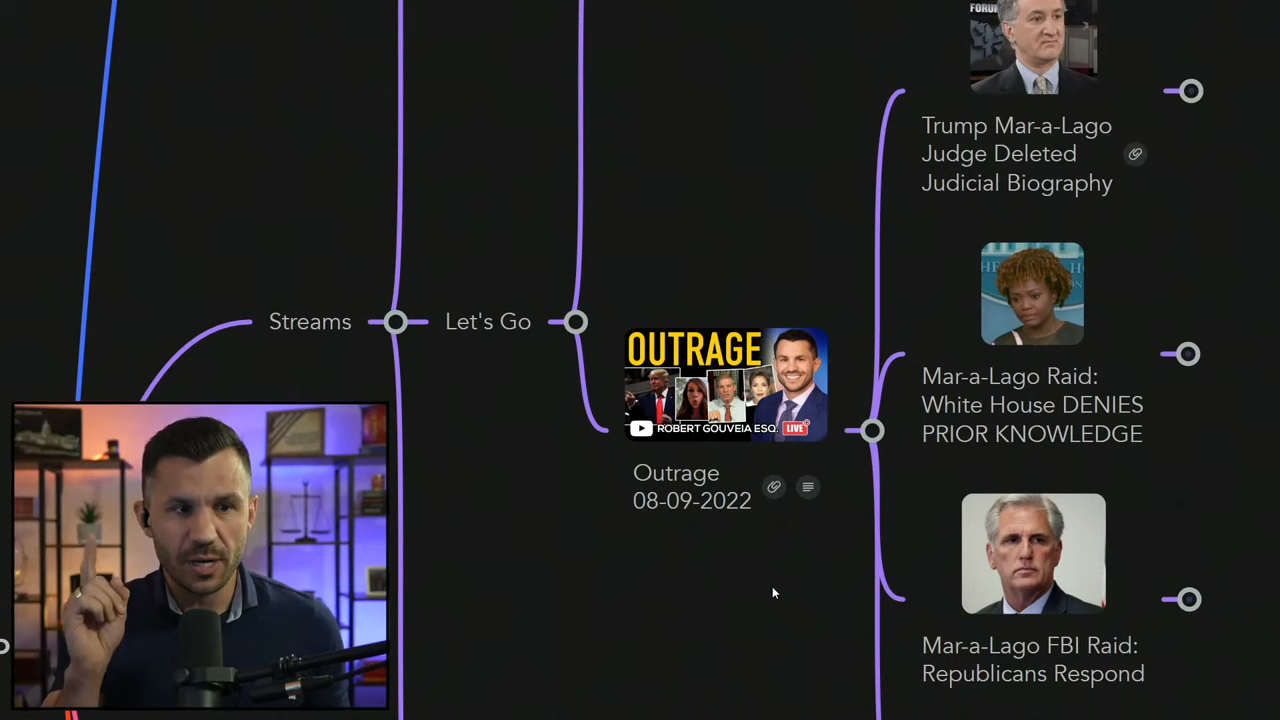 FORUM
Trump Mar-a-Lago
Judge Deleted
Judicial Biography
Streams
Let's Go
OUTRAGE
ROBERT GOUVEIA ESQ.
LIVE
Outrage
08-09-2022
Mar-a-Lago Raid:
White House DENIES
PRIOR KNOWLEDGE
Mar-a-Lago FBI Raid:
Republicans Respond